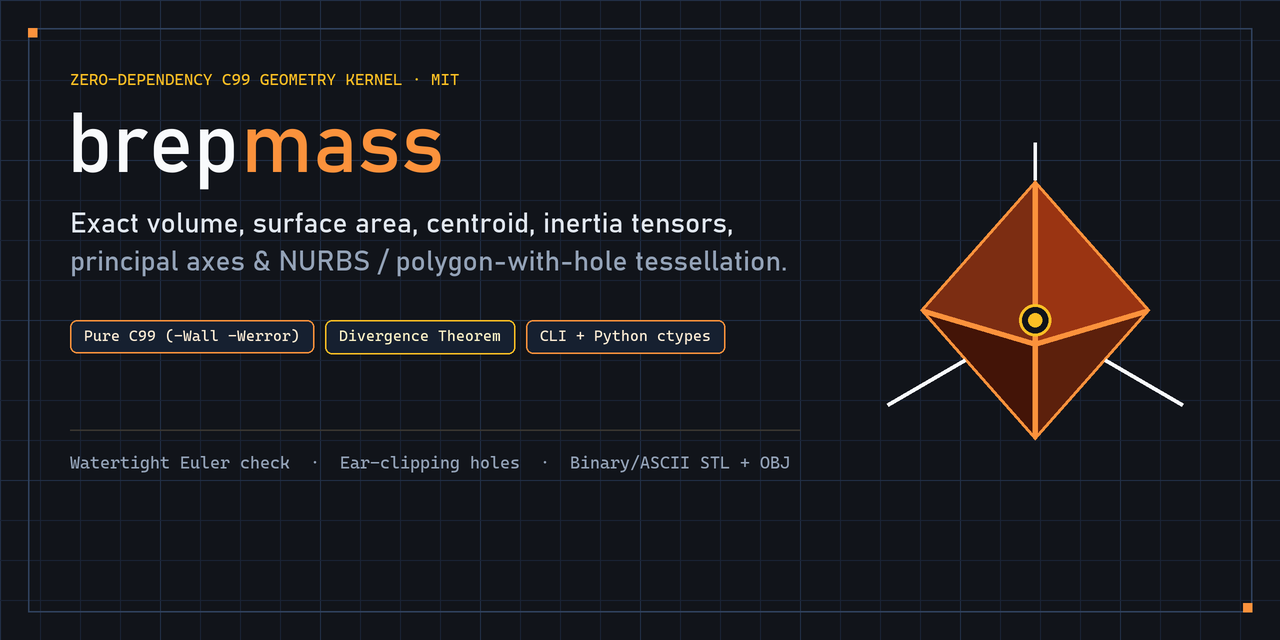 ZERO-DEPENDENCY C99 GEOMETRY KERNEL · MIT
brepmass
Exact volume, surface area, centroid, inertia tensors,
principal axes & NURBS / polygon-with-hole tessellation.
Pure C99 (-Wall -Werror) Divergence Theorem CLI + Python ctypes
Watertight Euler check · Ear-clipping holes · Binary/ASCII STL + OBJ